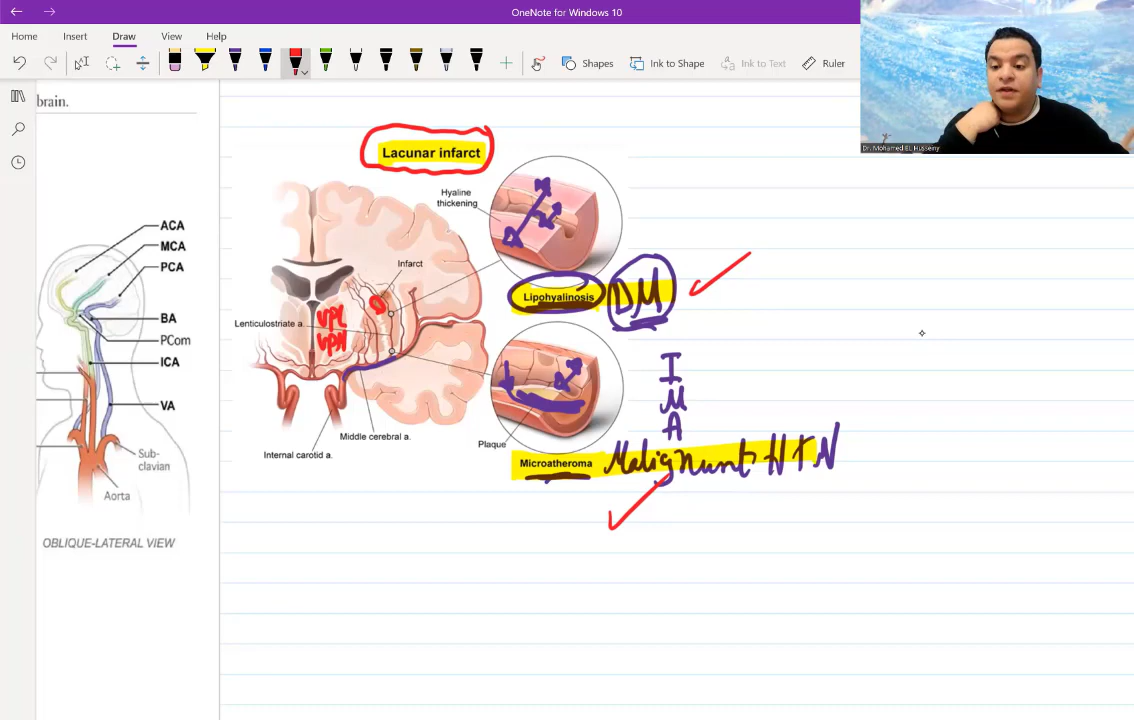 OneNote for Windows 10
Home Insert Draw View Help
Shapes Ink to Shape Ink to Text Ruler
brain.
ACA
MCA
PCA
BA
PCom
ICA
VA
Sub-
clavian
Aorta
OBLIQUE-LATERAL VIEW
Lacunar infarct
Hyaline
thickening
Infarct
Lipohyalinosis DM
VPL
VPM
Lenticulostriate a.
I
M
A
Plaque
Middle cerebral a.
Internal carotid a.
Microatheroma Malignant HTN
Dr. Mohamed EL Husseiny